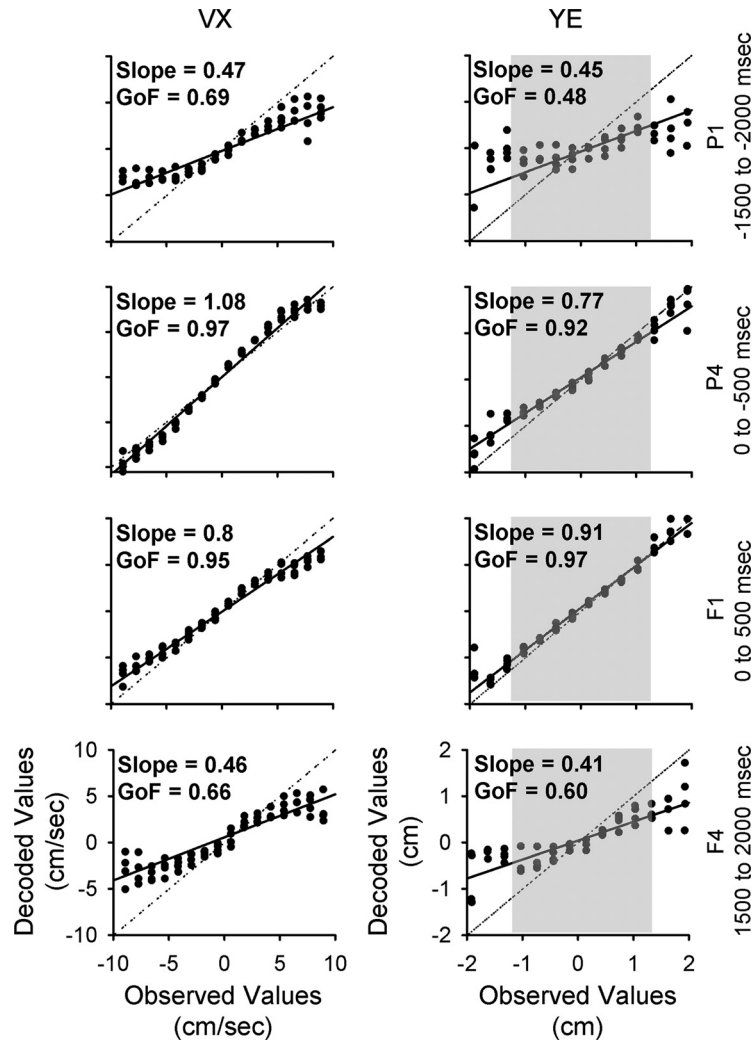 VX
YE
Slope = 0.47
GoF = 0.69
Slope = 0.45
GoF = 0.48
P1
-1500 to -2000 msec
Slope = 1.08
GoF = 0.97
Slope = 0.77
GoF = 0.92
P4
0 to -500 msec
Slope = 0.8
GoF = 0.95
Slope = 0.91
GoF = 0.97
F1
0 to 500 msec
Slope = 0.46
GoF = 0.66
Slope = 0.41
GoF = 0.60
F4
1500 to 2000 msec
Decoded Values
(cm/sec)
10
5
0
-5
-10
-10 -5 0 5 10
Observed Values
(cm/sec)
Decoded Values
(cm)
2
1
0
-1
-2
-2 -1 0 1 2
Observed Values
(cm)